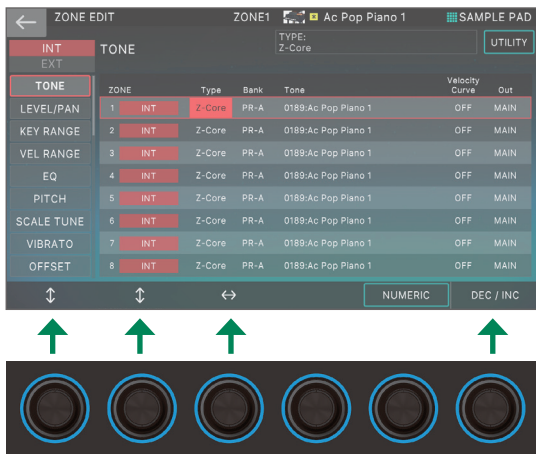 ZONE EDIT ZONE1 Ac Pop Piano 1 SAMPLE PAD
INT
EXT
TONE
TYPE:
Z-Core
UTILITY
TONE
LEVEL/PAN
KEY RANGE
VEL RANGE
EQ
PITCH
SCALE TUNE
VIBRATO
OFFSET
ZONE Type Bank Tone Velocity Curve Out
1 INT Z-Core PR-A 0189:Ac Pop Piano 1 OFF MAIN
2 INT Z-Core PR-A 0189:Ac Pop Piano 1 OFF MAIN
3 INT Z-Core PR-A 0189:Ac Pop Piano 1 OFF MAIN
4 INT Z-Core PR-A 0189:Ac Pop Piano 1 OFF MAIN
5 INT Z-Core PR-A 0189:Ac Pop Piano 1 OFF MAIN
6 INT Z-Core PR-A 0189:Ac Pop Piano 1 OFF MAIN
7 INT Z-Core PR-A 0189:Ac Pop Piano 1 OFF MAIN
8 INT Z-Core PR-A 0189:Ac Pop Piano 1 OFF MAIN
NUMERIC DEC / INC